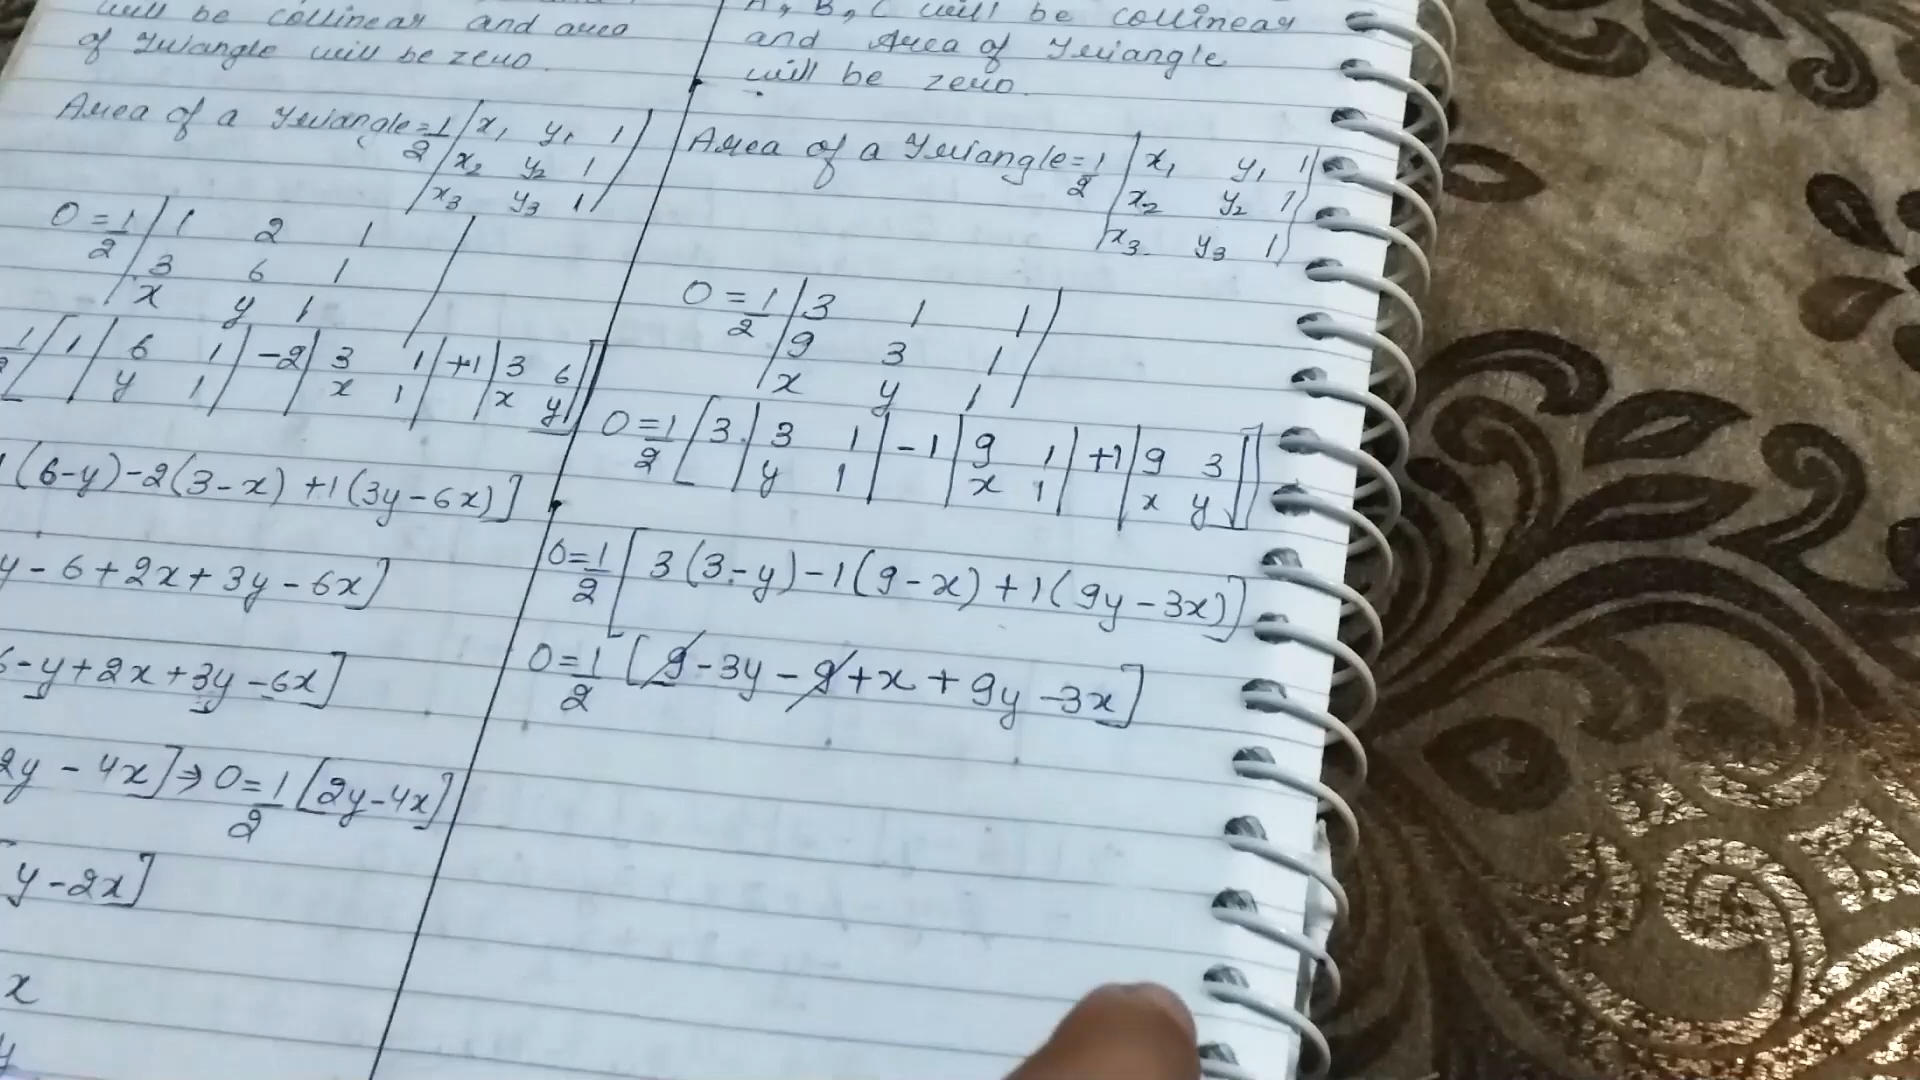 will be collinear and area
of Triangle will be zero.
Area of a Triangle = 1/2 | x₁ y₁ 1 |
| x₂ y₂ 1 |
| x₃ y₃ 1 |
0 = 1/2 | 1 2 1 |
| 3 6 1 |
| x y 1 |
1/2 [ 1 | 6 1 | -2 | 3 1 | +1 | 3 6 | ]
| y 1 | | x 1 | | x y |
(6-y) -2(3-x) +1(3y-6x)]
y - 6 + 2x + 3y - 6x]
6 - y + 2x + 3y - 6x]
2y - 4x] ⇒ 0 = 1/2 [2y - 4x]
[y - 2x]
x
y
A, B, C will be collinear
and Area of Triangle
will be zero.
Area of a Triangle = 1/2 | x₁ y₁ 1 |
| x₂ y₂ 1 |
| x₃ y₃ 1 |
0 = 1/2 | 3 1 1 |
| 9 3 1 |
| x y 1 |
0 = 1/2 [ 3 | 3 1 | -1 | 9 1 | +1 | 9 3 | ]
| y 1 | | x 1 | | x y |
0 = 1/2 [ 3(3-y) -1(9-x) +1(9y-3x)]
0 = 1/2 [9 - 3y - 9 + x + 9y - 3x]